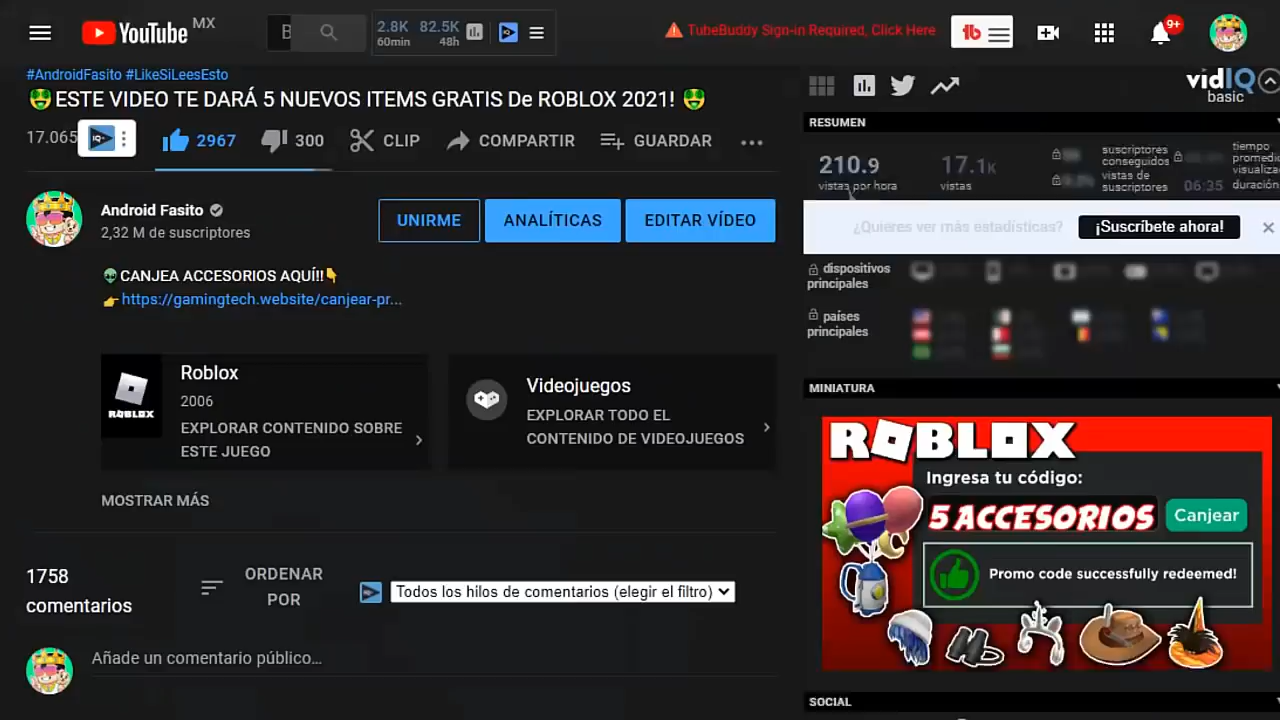 YouTube MX
B
2.8K 82.5K
60min 48h
TubeBuddy Sign-in Required, Click Here
9+
#AndroidFasito #LikeSiLeesEsto
🤑ESTE VIDEO TE DARÁ 5 NUEVOS ITEMS GRATIS De ROBLOX 2021! 🤑
17.065
IQ
2967
300
CLIP
COMPARTIR
GUARDAR
Android Fasito
2,32 M de suscriptores
UNIRME
ANALÍTICAS
EDITAR VÍDEO
👽CANJEA ACCESORIOS AQUÍ!!👇
👉https://gamingtech.website/canjear-pr...
ROBLOX
Roblox
2006
EXPLORAR CONTENIDO SOBRE
ESTE JUEGO
Videojuegos
EXPLORAR TODO EL
CONTENIDO DE VIDEOJUEGOS
MOSTRAR MÁS
1758
comentarios
ORDENAR
POR
Todos los hilos de comentarios (elegir el filtro)
Añade un comentario público...
vidIQ
basic
RESUMEN
210.9
vistas por hora
17.1K
vistas
suscriptores
conseguidos
vistas de
suscriptores
tiempo
promedi
visualiza
06:35 duración
¿Quieres ver más estadísticas?
¡Suscríbete ahora!
dispositivos
principales
países
principales
MINIATURA
ROBLOX
Ingresa tu código:
5 ACCESORIOS
Canjear
Promo code successfully redeemed!
SOCIAL